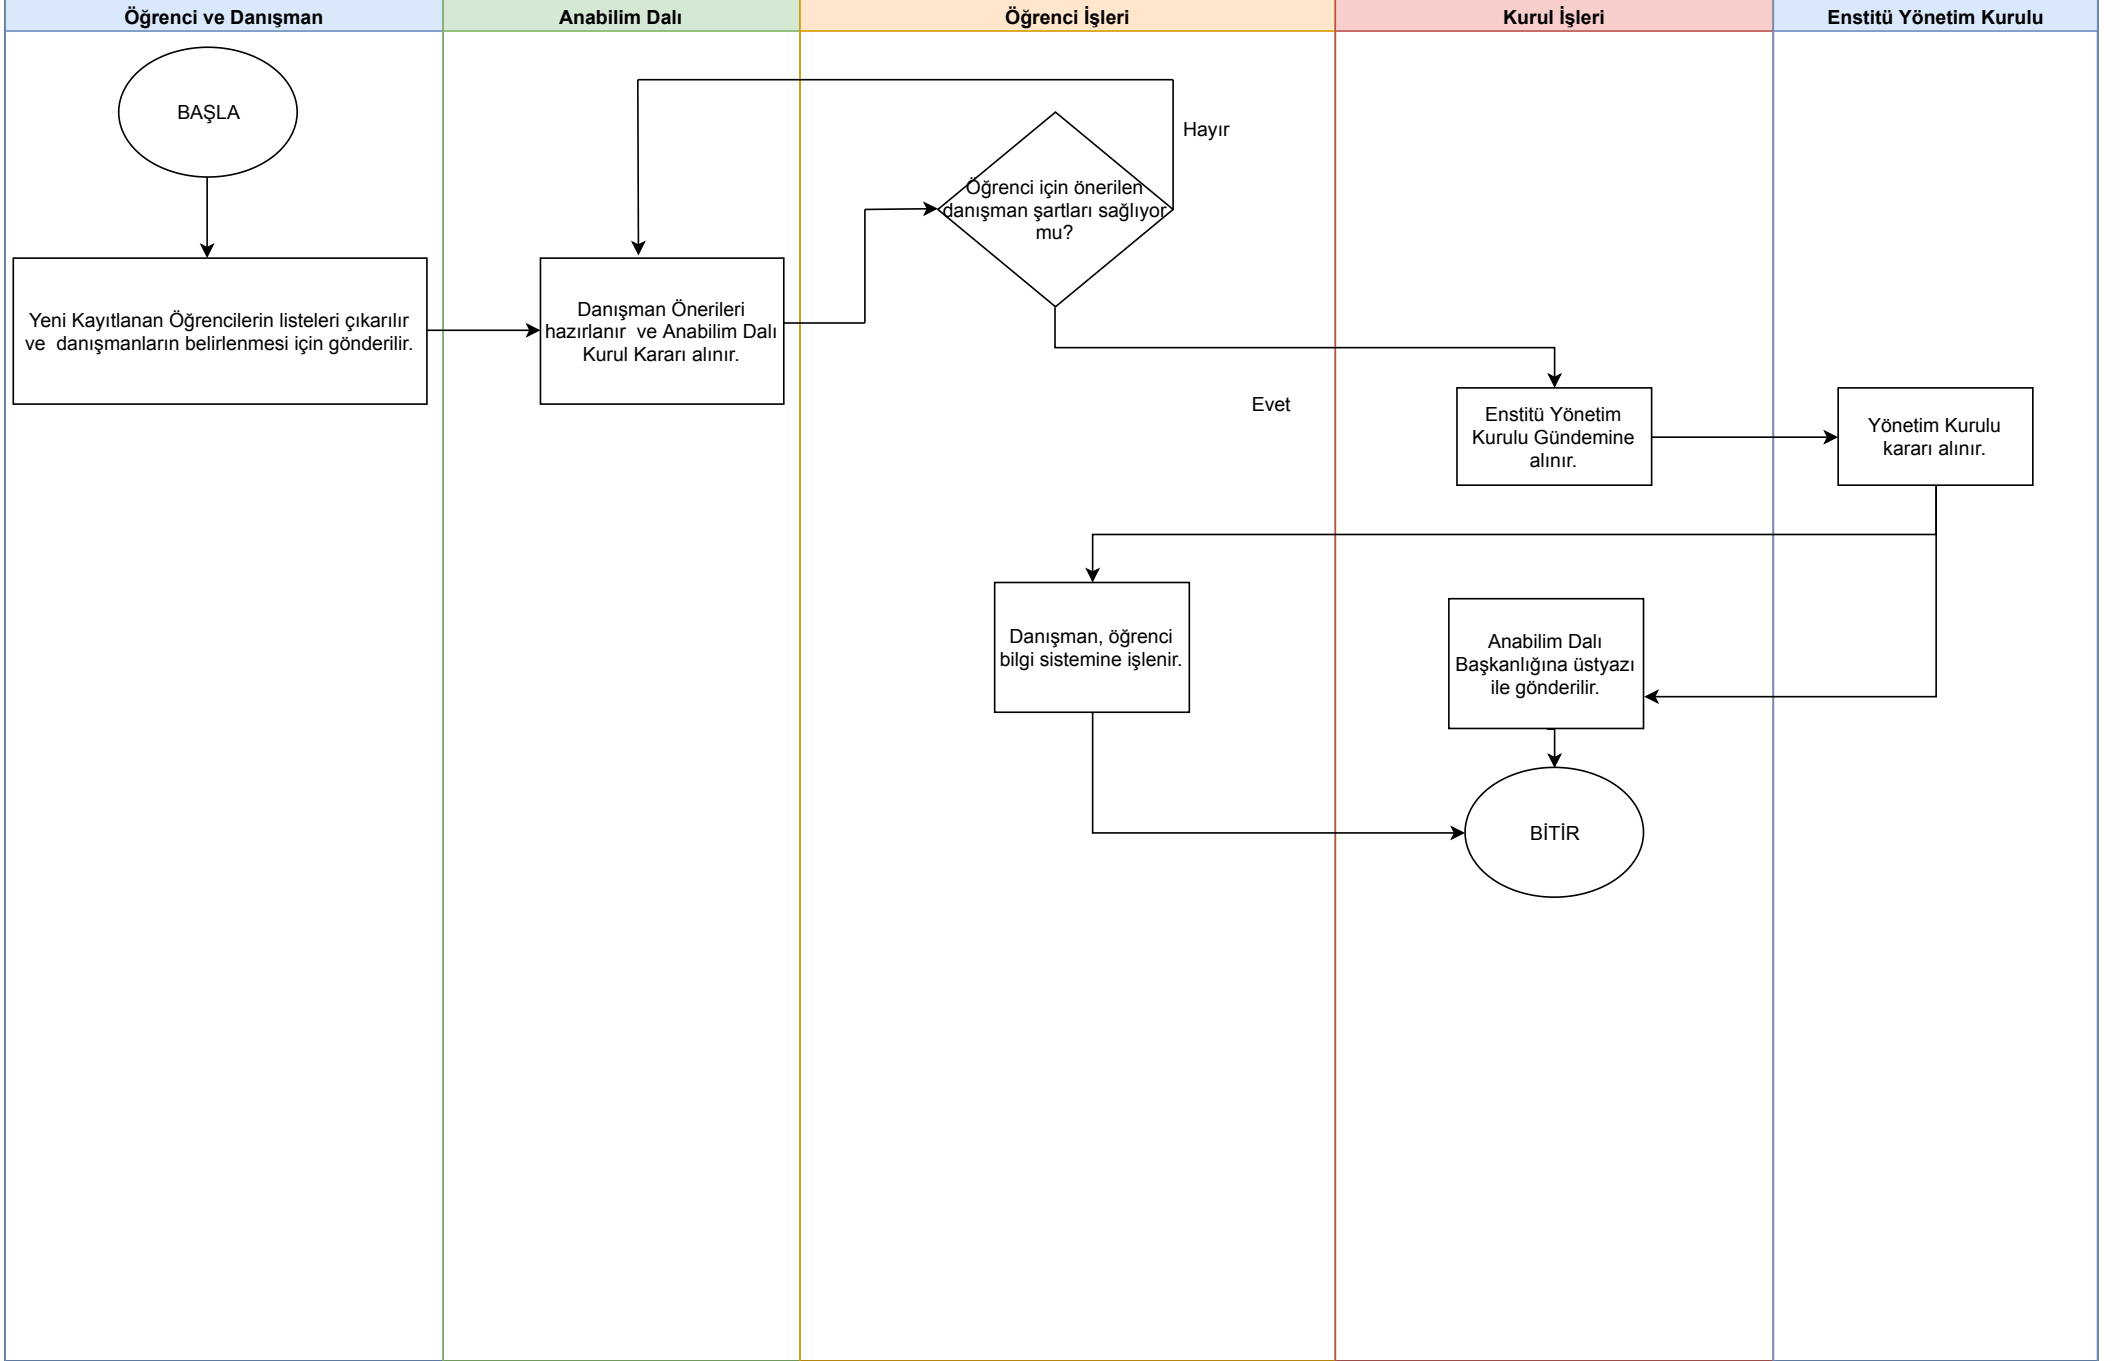 Öğrenci ve Danışman
Anabilim Dalı
Öğrenci İşleri
Kurul İşleri
Enstitü Yönetim Kurulu
BAŞLA
Yeni Kayıtlanan Öğrencilerin listeleri çıkarılır
ve danışmanların belirlenmesi için gönderilir.
Danışman Önerileri
hazırlanır ve Anabilim Dalı
Kurul Kararı alınır.
Öğrenci için önerilen
danışman şartları sağlıyor
mu?
Hayır
Evet
Enstitü Yönetim
Kurulu Gündemine
alınır.
Yönetim Kurulu
kararı alınır.
Danışman, öğrenci
bilgi sistemine işlenir.
Anabilim Dalı
Başkanlığına üstyazı
ile gönderilir.
BİTİR